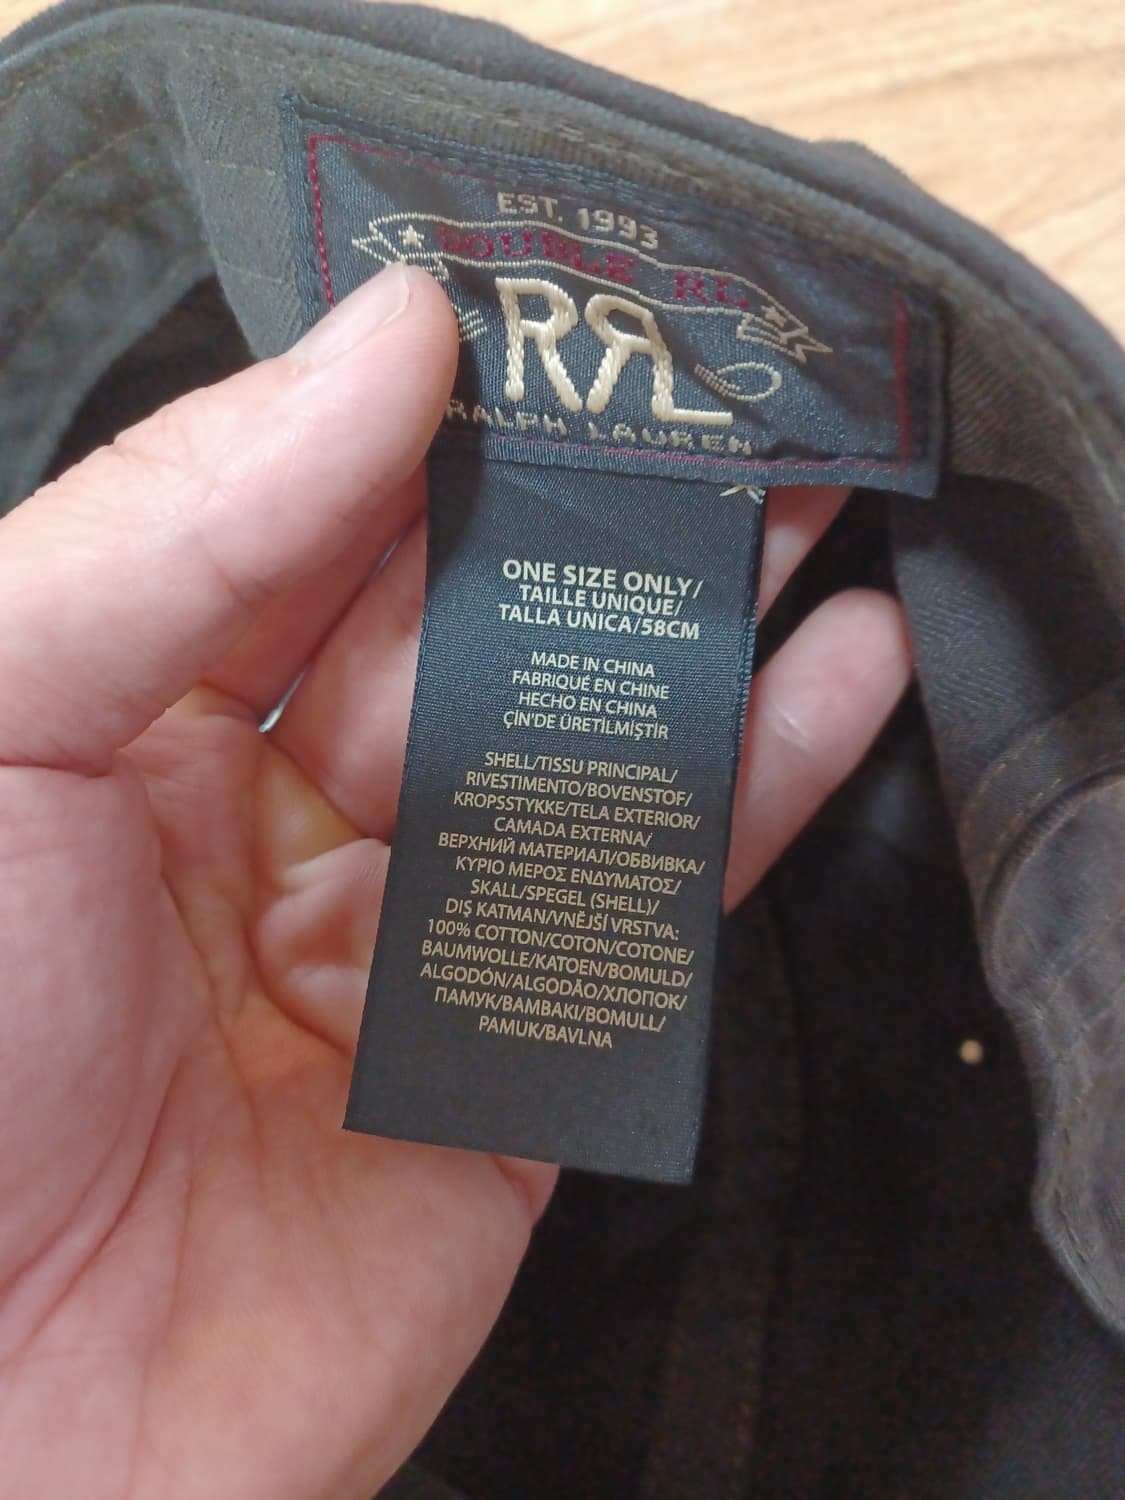 EST. 1993
DOUBLE RL
RRL
RALPH LAUREN
ONE SIZE ONLY/
TAILLE UNIQUE/
TALLA UNICA/58CM
MADE IN CHINA
FABRIQUÉ EN CHINE
HECHO EN CHINA
ÇİN'DE ÜRETİLMİŞTİR
SHELL/TISSU PRINCIPAL/
RIVESTIMENTO/BOVENSTOF/
KROPSSTYKKE/TELA EXTERIOR/
CAMADA EXTERNA/
ВЕРХНИЙ МАТЕРИАЛ/ОБВИВКА/
ΚΥΡΙΟ ΜΕΡΟΣ ΕΝΔΥΜΑΤΟΣ/
SKALL/SPEGEL (SHELL)/
DIŞ KATMAN/VNĚJŠÍ VRSTVA:
100% COTTON/COTON/COTONE/
BAUMWOLLE/KATOEN/BOMULD/
ALGODÓN/ALGODÃO/ХЛОПОК/
ПАМУК/ΒΑΜΒΑΚΙ/BOMULL/
PAMUK/BAVLNA